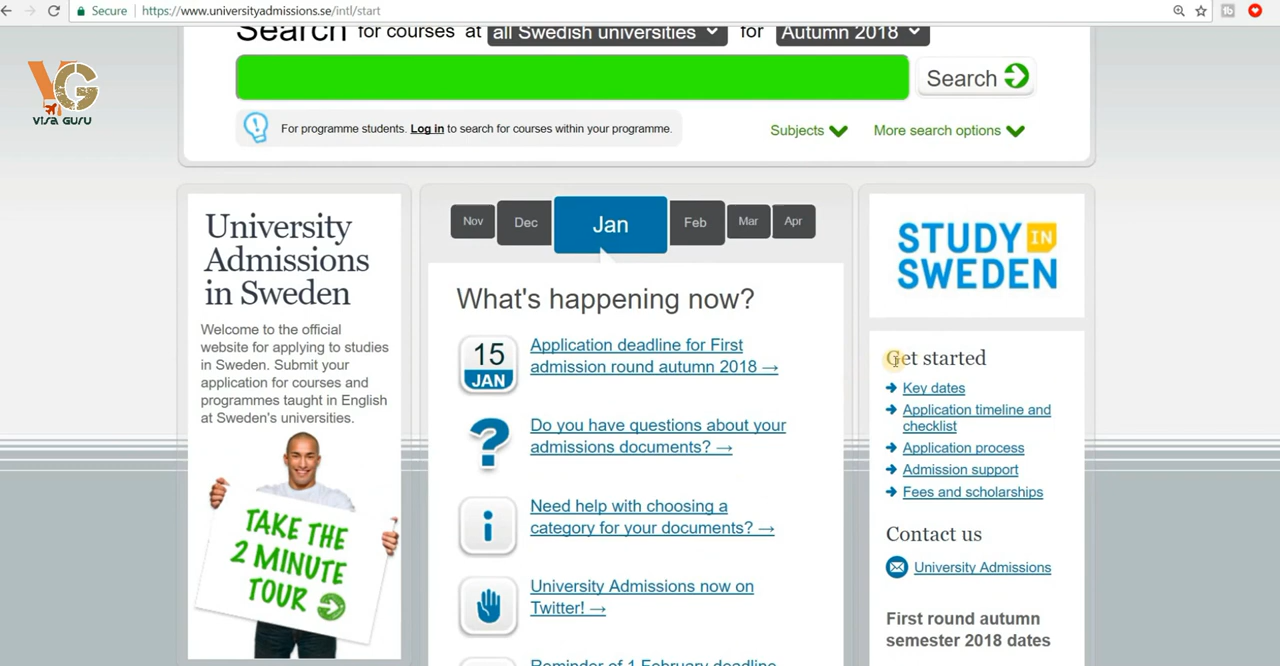 Secure
https://www.universityadmissions.se/intl/start
Search for courses at all Swedish universities for Autumn 2018
Search
VG
VISA GURU
For programme students. Log in to search for courses within your programme.
Subjects
More search options
University
Admissions
in Sweden
Welcome to the official
website for applying to studies
in Sweden. Submit your
application for courses and
programmes taught in English
at Sweden's universities.
TAKE THE
2 MINUTE
TOUR
Nov Dec Jan Feb Mar Apr
What's happening now?
15
JAN
Application deadline for First
admission round autumn 2018 →
?
Do you have questions about your
admissions documents? →
i
Need help with choosing a
category for your documents? →
University Admissions now on
Twitter! →
Reminder of 1 February deadline
STUDY IN
SWEDEN
Get started
Key dates
Application timeline and
checklist
Application process
Admission support
Fees and scholarships
Contact us
University Admissions
First round autumn
semester 2018 dates